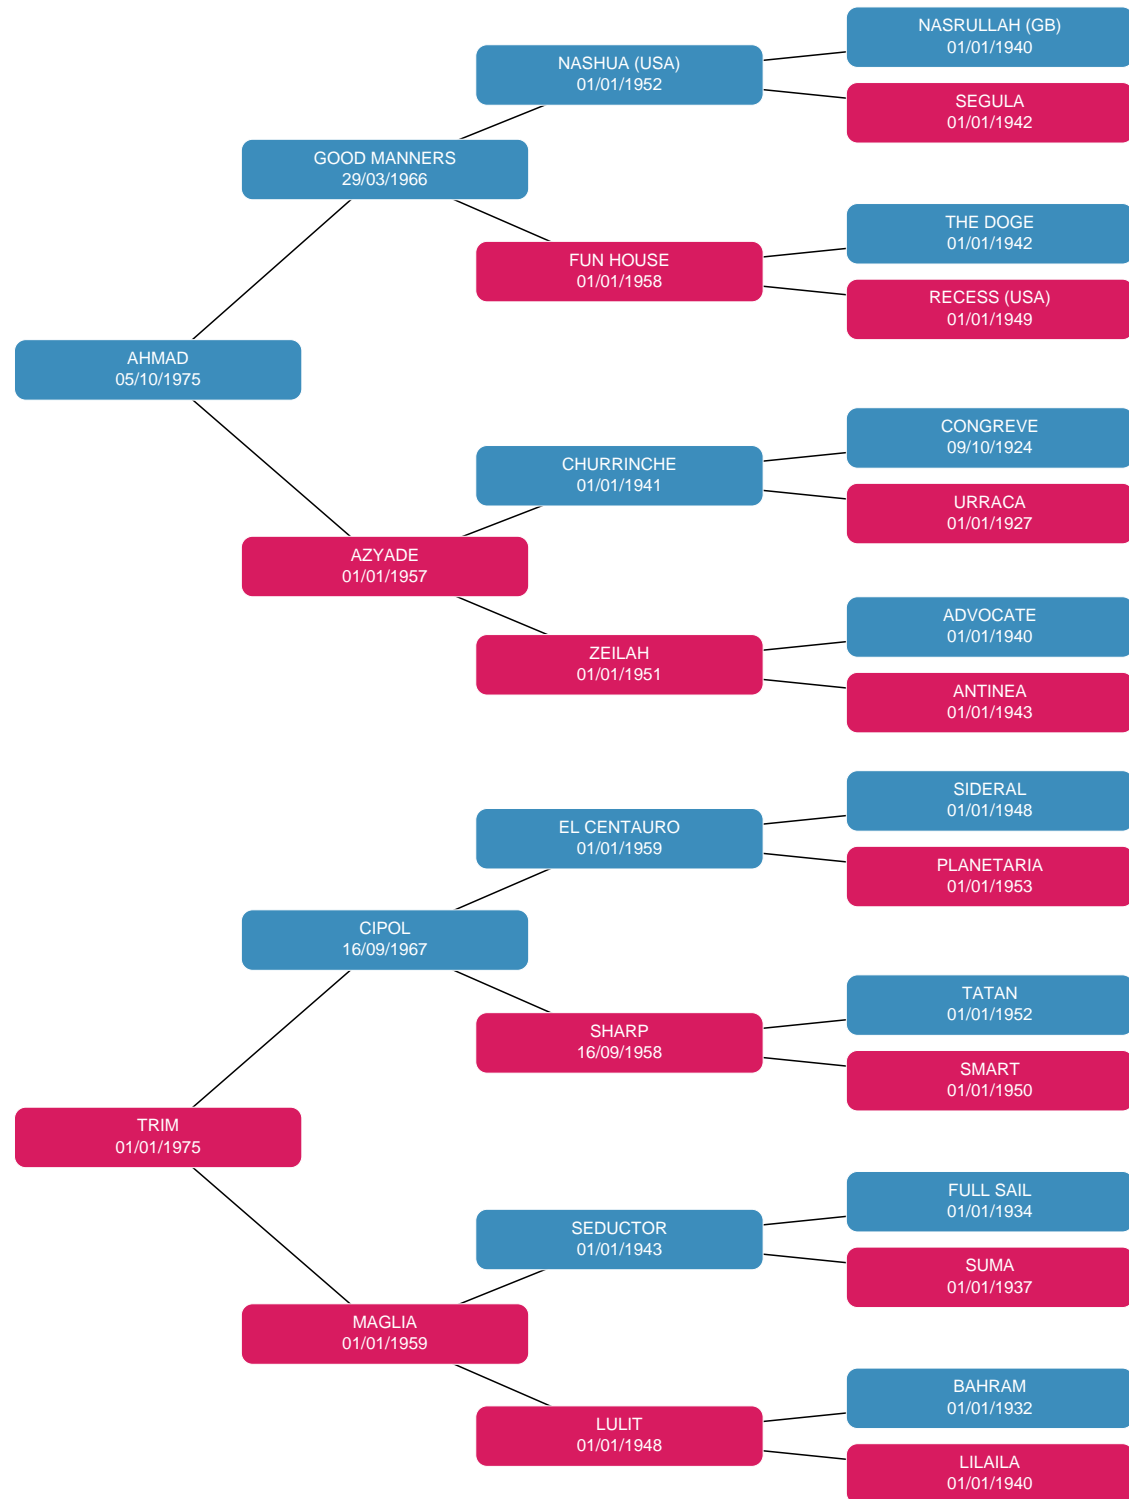 NASRULLAH (GB)
01/01/1940
NASHUA (USA)
01/01/1952
SEGULA
01/01/1942
GOOD MANNERS
29/03/1966
THE DOGE
01/01/1942
FUN HOUSE
01/01/1958
RECESS (USA)
01/01/1949
AHMAD
05/10/1975
CONGREVE
09/10/1924
CHURRINCHE
01/01/1941
URRACA
01/01/1927
AZYADE
01/01/1957
ADVOCATE
01/01/1940
ZEILAH
01/01/1951
ANTINEA
01/01/1943
SIDERAL
01/01/1948
EL CENTAURO
01/01/1959
PLANETARIA
01/01/1953
CIPOL
16/09/1967
TATAN
01/01/1952
SHARP
16/09/1958
SMART
01/01/1950
TRIM
01/01/1975
FULL SAIL
01/01/1934
SEDUCTOR
01/01/1943
SUMA
01/01/1937
MAGLIA
01/01/1959
BAHRAM
01/01/1932
LULIT
01/01/1948
LILAILA
01/01/1940